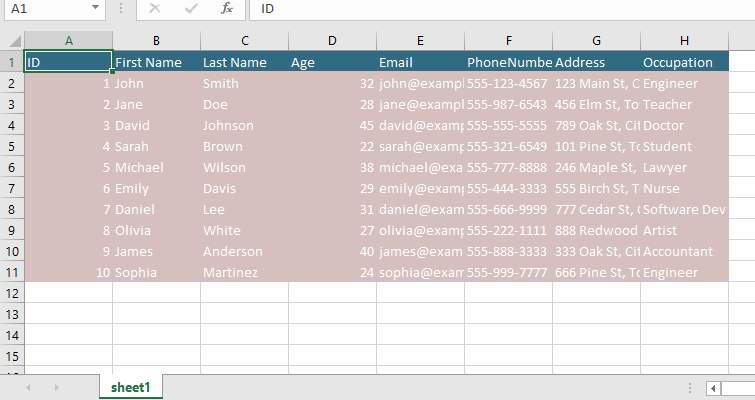 A1 fx ID
A B C D E F G H
1 ID First Name Last Name Age Email PhoneNumbe Address Occupation
2 1 John Smith 32 john@exampl 555-123-4567 123 Main St, C Engineer
3 2 Jane Doe 28 jane@exampl 555-987-6543 456 Elm St, To Teacher
4 3 David Johnson 45 david@examp 555-555-5555 789 Oak St, Cit Doctor
5 4 Sarah Brown 22 sarah@examp 555-321-6549 101 Pine St, To Student
6 5 Michael Wilson 38 michael@exa 555-777-8888 246 Maple St, Lawyer
7 6 Emily Davis 29 emily@examp 555-444-3333 555 Birch St, T Nurse
8 7 Daniel Lee 31 daniel@exam 555-666-9999 777 Cedar St, Software Dev
9 8 Olivia White 27 olivia@examp 555-222-1111 888 Redwood Artist
10 9 James Anderson 40 james@exam 555-888-3333 333 Oak St, Cit Accountant
11 10 Sophia Martinez 24 sophia@exam 555-999-7777 666 Pine St, To Engineer
12
13
14
15
sheet1